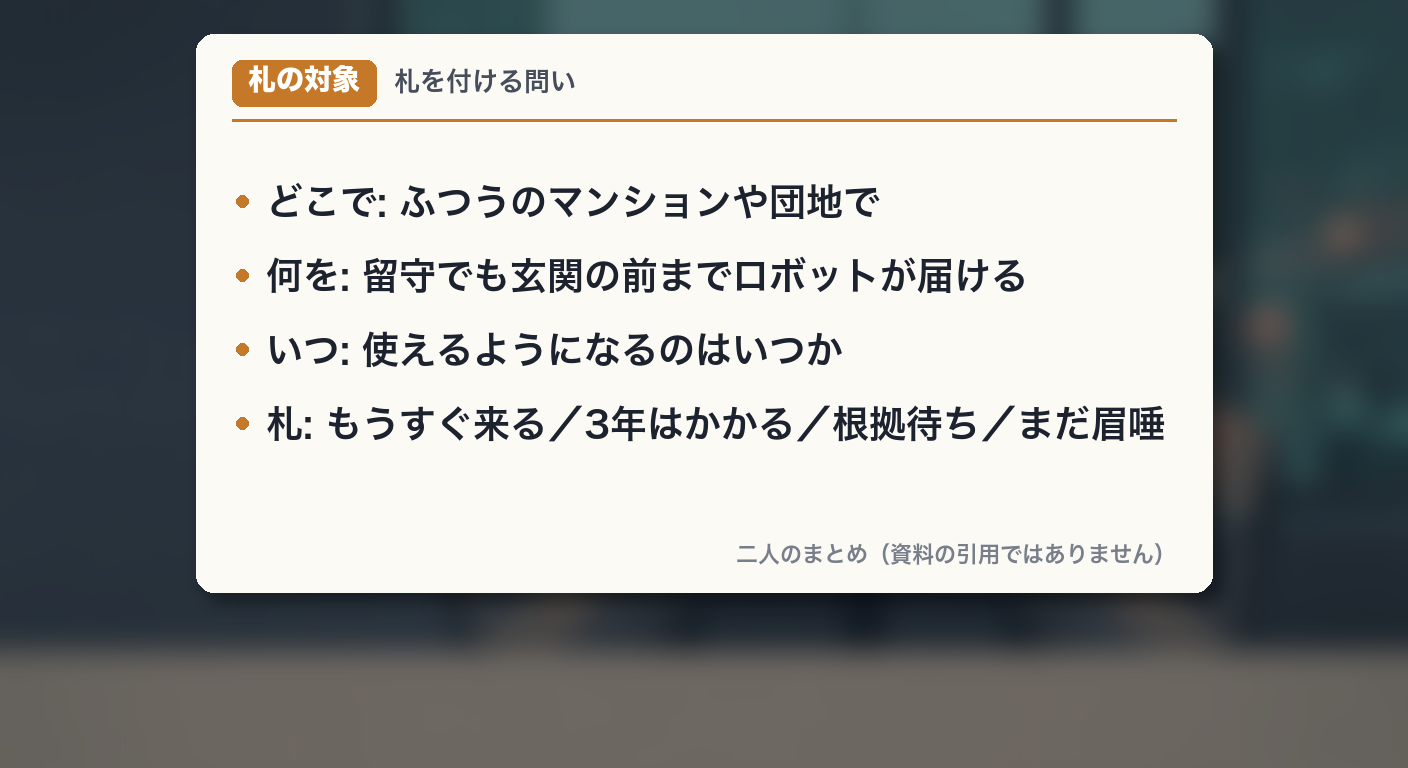 札の対象 札を付ける問い
どこで: ふつうのマンションや団地で
何を: 留守でも玄関の前までロボットが届ける
いつ: 使えるようになるのはいつか
札: もうすぐ来る／3年はかかる／根拠待ち／まだ眉唾
二人のまとめ（資料の引用ではありません）